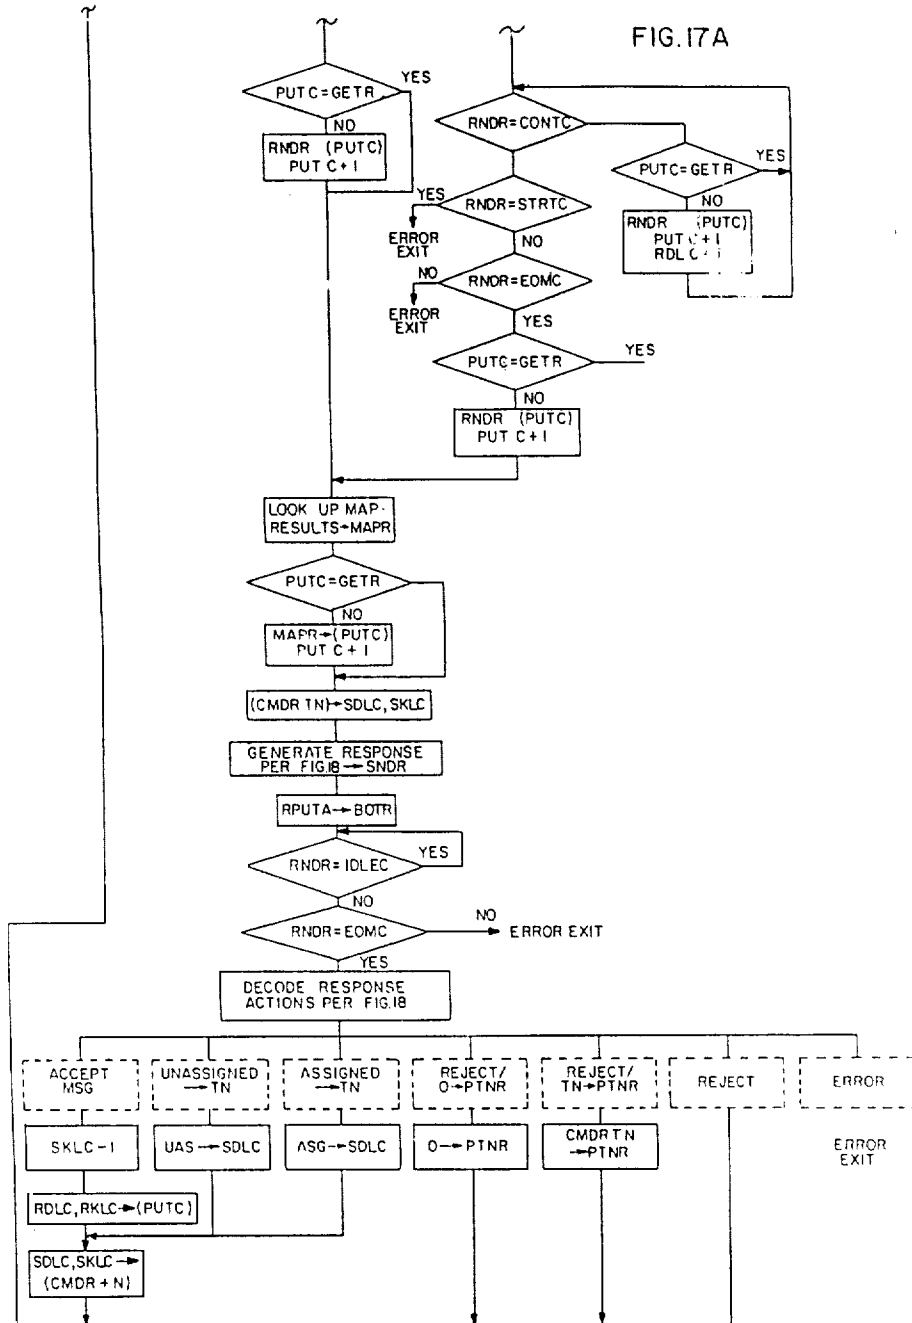 FIG.17A
PUTC=GETR
YES
NO
RNDR (PUTC)
PUT C+1
RNDR=CONTC
PUTC=GETR
YES
NO
RNDR (PUTC)
PUT C+1
RDLC+1
RNDR=STRTC
YES
ERROR
EXIT
NO
RNDR=EOMC
NO
ERROR
EXIT
YES
PUTC=GETR
YES
NO
RNDR (PUTC)
PUT C+1
LOOK UP MAP-
RESULTS→MAPR
PUTC=GETR
NO
MAPR→(PUTC)
PUT C+1
(CMDR TN)→SDLC,SKLC
GENERATE RESPONSE
PER FIG.18→SNDR
RPUTA→BOTR
RNDR=IDLEC
YES
NO
RNDR=EOMC
NO
ERROR EXIT
YES
DECODE RESPONSE
ACTIONS PER FIG.18
ACCEPT
MSG
UNASSIGNED
→TN
ASSIGNED
→TN
REJECT/
O→PTNR
REJECT/
TN→PTNR
REJECT
ERROR
SKLC-1
UAS→SDLC
ASG→SDLC
O→PTNR
CMDRTN
→PTNR
ERROR
EXIT
RDLC,RKLC→(PUTC)
SDLC,SKLC→
(CMDR+N)